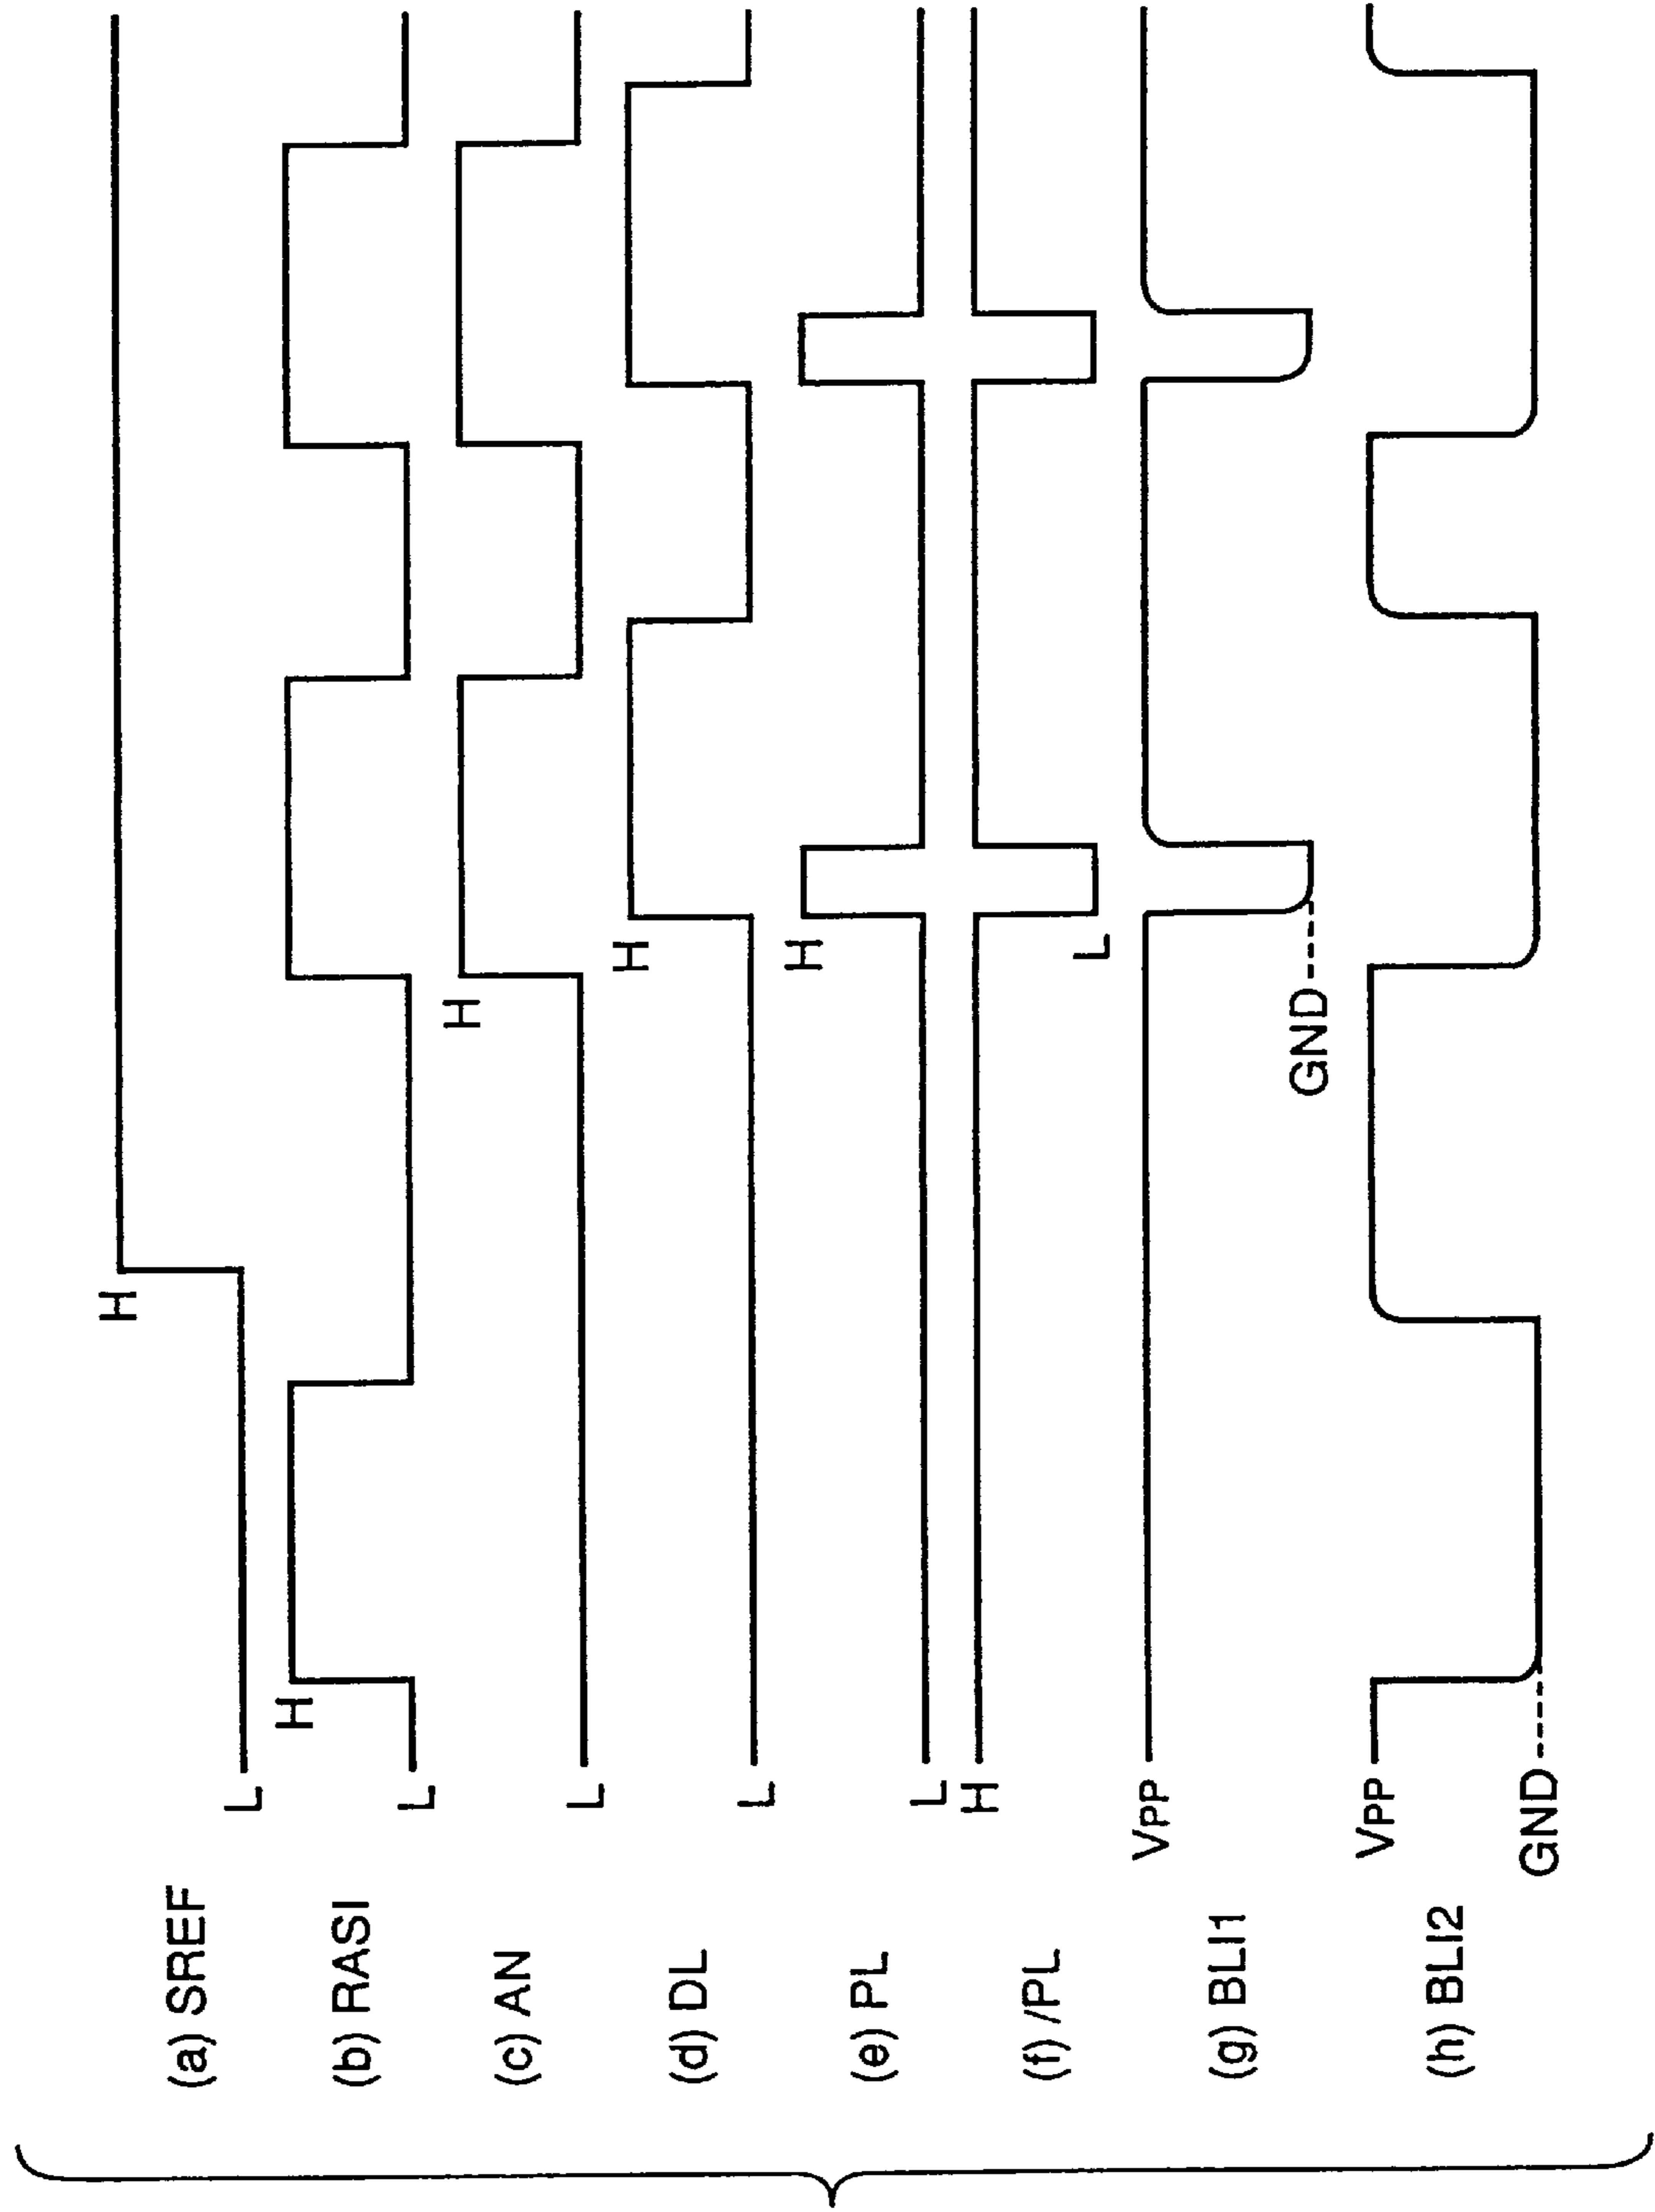 (a) SREF
H
L
(b) RASI
H
L
(c) AN
H
L
(d) DL
H
L
(e) PL
H
L
(f) /PL
H
L
(g) BLI1
VPP
GND
(h) BLI2
VPP
GND